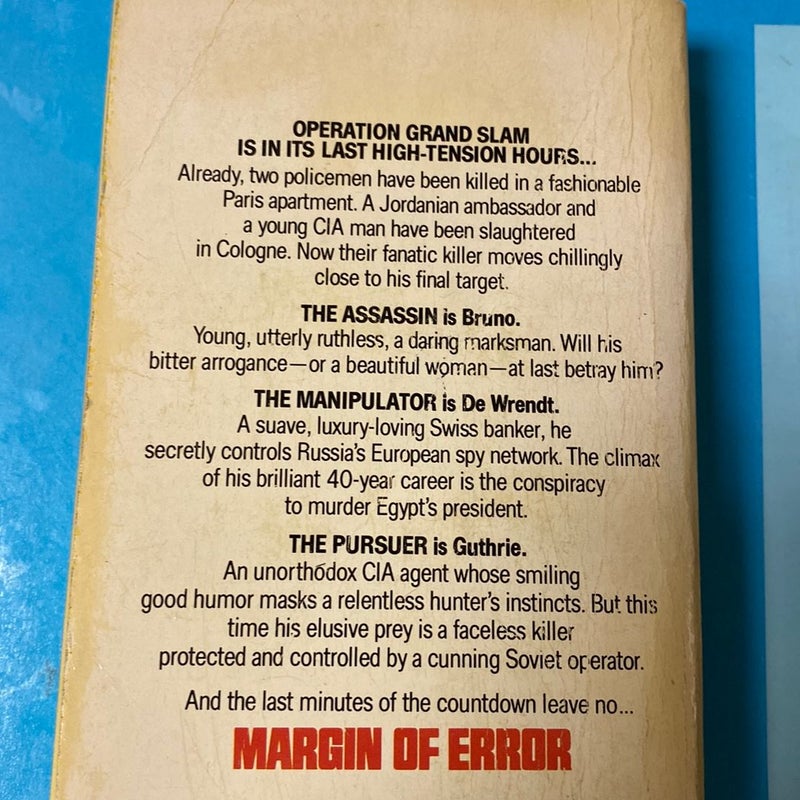 OPERATION GRAND SLAM
IS IN ITS LAST HIGH-TENSION HOURS...
Already, two policemen have been killed in a fashionable
Paris apartment. A Jordanian ambassador and
a young CIA man have been slaughtered
in Cologne. Now their fanatic killer moves chillingly
close to his final target.
THE ASSASSIN is Bruno.
Young, utterly ruthless, a daring marksman. Will his
bitter arrogance—or a beautiful woman—at last betray him?
THE MANIPULATOR is De Wrendt.
A suave, luxury-loving Swiss banker, he
secretly controls Russia's European spy network. The climax
of his brilliant 40-year career is the conspiracy
to murder Egypt's president.
THE PURSUER is Guthrie.
An unorthodox CIA agent whose smiling
good humor masks a relentless hunter's instincts. But this
time his elusive prey is a faceless killer
protected and controlled by a cunning Soviet operator.
And the last minutes of the countdown leave no...
MARGIN OF ERROR